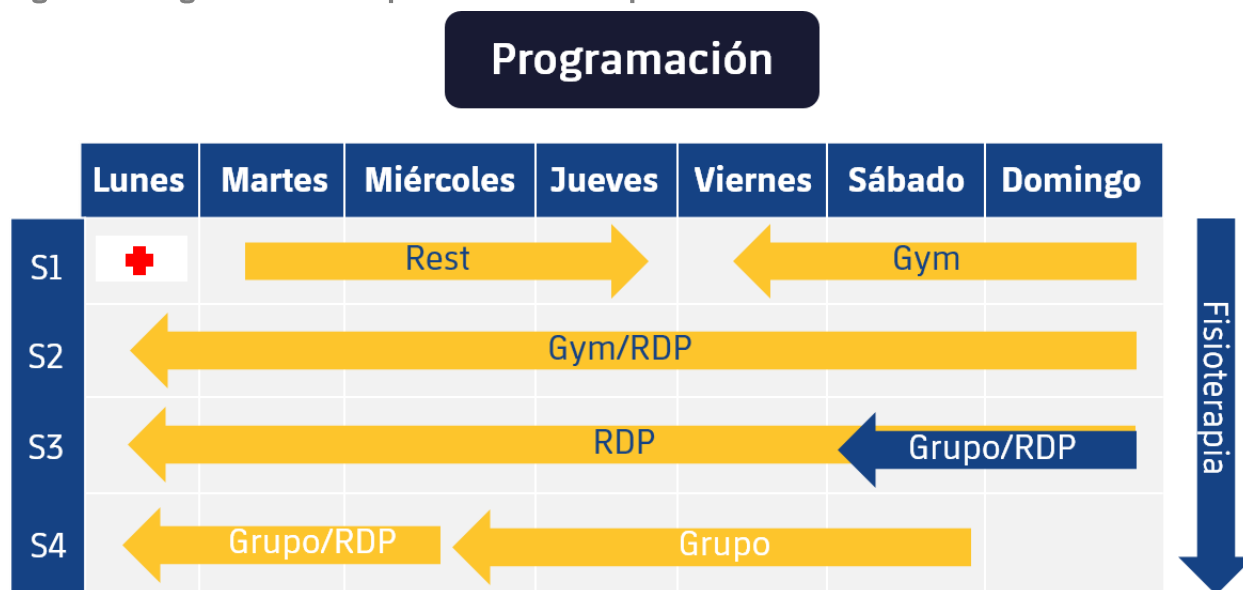 Programación
Lunes Martes Miércoles Jueves Viernes Sábado Domingo
S1 Rest Gym
S2 Gym/RDP
S3 RDP Grupo/RDP
S4 Grupo/RDP Grupo
Fisioterapia